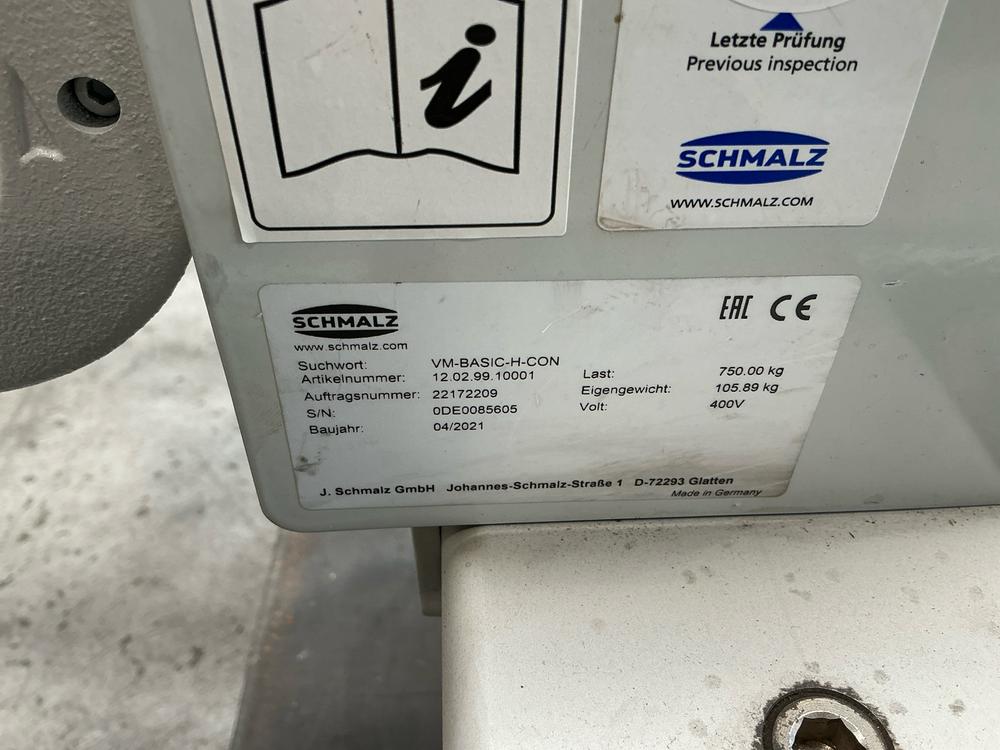 Letzte Prüfung
Previous inspection
SCHMALZ
WWW.SCHMALZ.COM
i
SCHMALZ
www.schmalz.com
EAC CE
Suchwort: VM-BASIC-H-CON
Artikelnummer: 12.02.99.10001
Auftragsnummer: 22172209
S/N: 0DE0085605
Baujahr: 04/2021
Last: 750.00 kg
Eigengewicht: 105.89 kg
Volt: 400V
J. Schmalz GmbH Johannes-Schmalz-Straße 1 D-72293 Glatten
Made in Germany